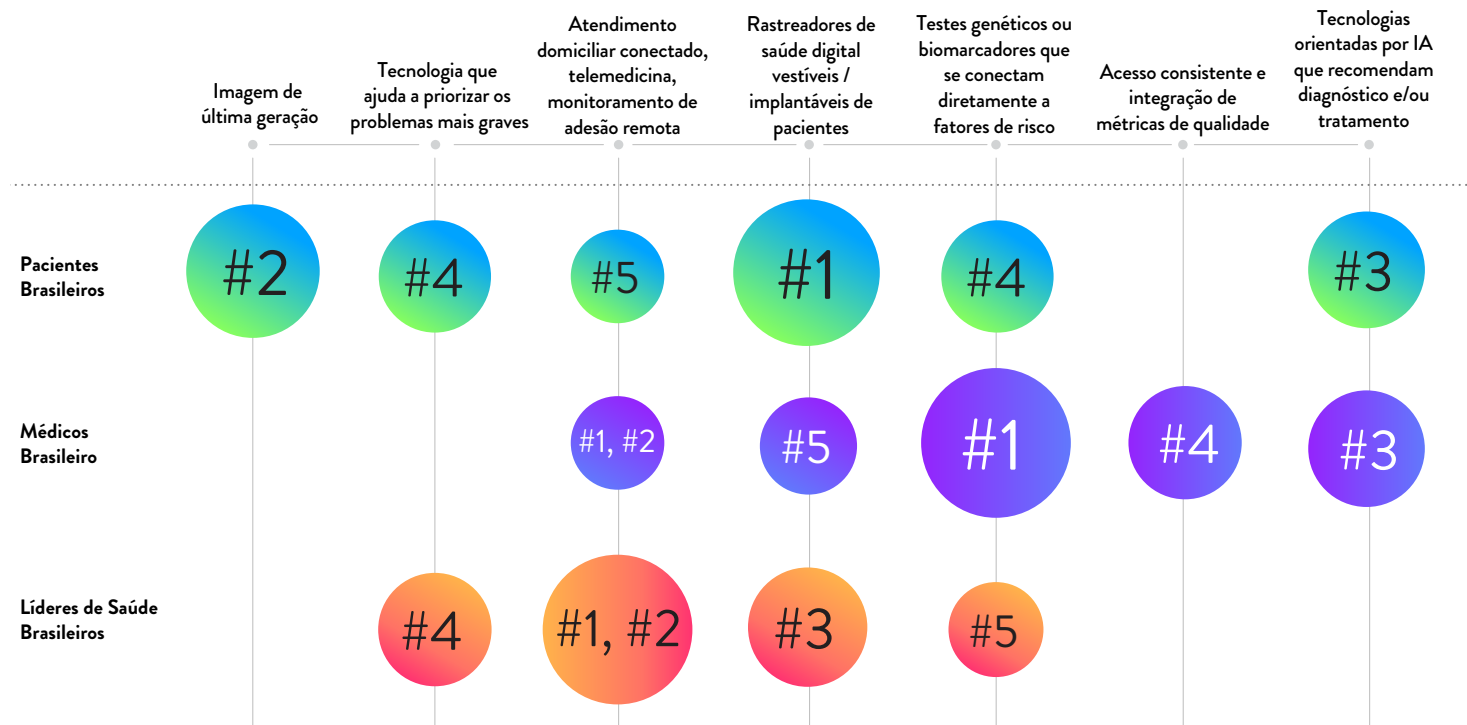 Imagem de
última geração
Tecnologia que
ajuda a priorizar os
problemas mais graves
Atendimento
domiciliar conectado,
telemedicina,
monitoramento de
adesão remota
Rastreadores de
saúde digital
vestíveis /
implantáveis de
pacientes
Testes genéticos ou
biomarcadores que
se conectam
diretamente a
fatores de risco
Acesso consistente e
integração de
métricas de qualidade
Tecnologias
orientadas por IA
que recomendam
diagnóstico e/ou
tratamento
Pacientes
Brasileiros
#2
#4
#5
#1
#4
#3
Médicos
Brasileiro
#1, #2
#5
#1
#4
#3
Líderes de Saúde
Brasileiros
#4
#1, #2
#3
#5